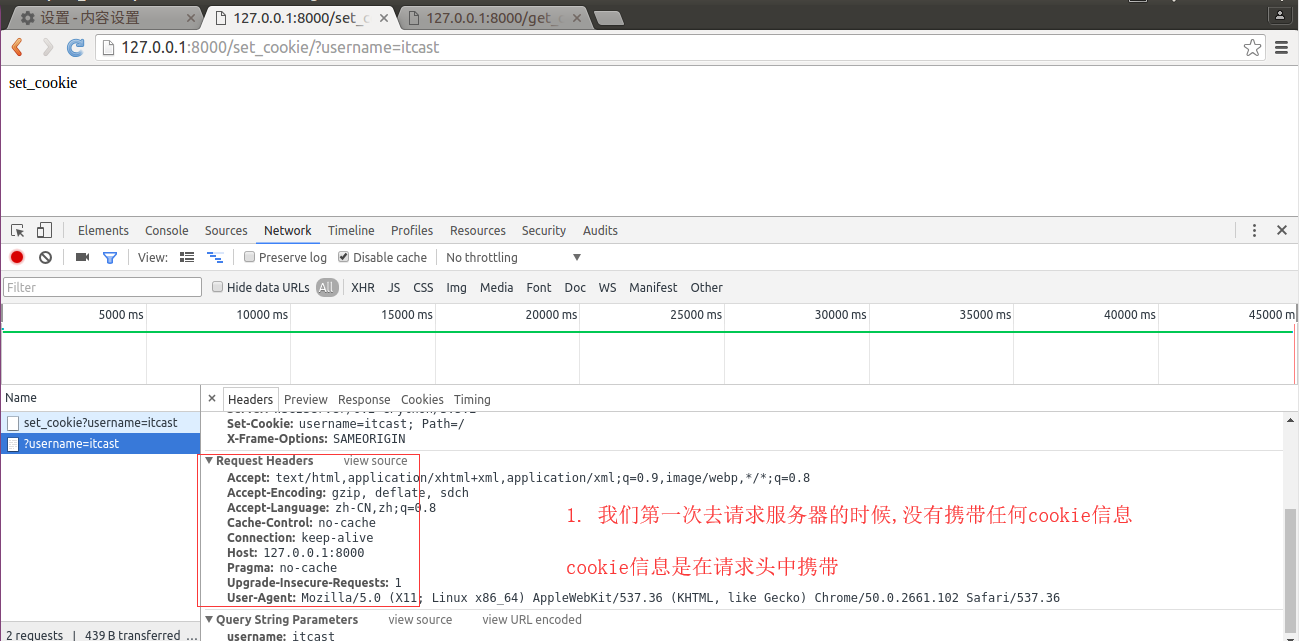 设置 - 内容设置
127.0.0.1:8000/set_c
127.0.0.1:8000/get_
127.0.0.1:8000/set_cookie/?username=itcast
set_cookie
Elements Console Sources Network Timeline Profiles Resources Security Audits
View: Preserve log Disable cache No throttling
Filter Hide data URLs All XHR JS CSS Img Media Font Doc WS Manifest Other
5000 ms 10000 ms 15000 ms 20000 ms 25000 ms 30000 ms 35000 ms 40000 ms 45000 m
Name
Headers Preview Response Cookies Timing
set_cookie?username=itcast
?username=itcast
Set-Cookie: username=itcast; Path=/
X-Frame-Options: SAMEORIGIN
Request Headers view source
Accept: text/html,application/xhtml+xml,application/xml;q=0.9,image/webp,*/*;q=0.8
Accept-Encoding: gzip, deflate, sdch
Accept-Language: zh-CN,zh;q=0.8
Cache-Control: no-cache
Connection: keep-alive
Host: 127.0.0.1:8000
Pragma: no-cache
Upgrade-Insecure-Requests: 1
User-Agent: Mozilla/5.0 (X11; Linux x86_64) AppleWebKit/537.36 (KHTML, like Gecko) Chrome/50.0.2661.102 Safari/537.36
1. 我们第一次去请求服务器的时候,没有携带任何cookie信息
cookie信息是在请求头中携带
Query String Parameters view source view URL encoded
username: itcast
2 requests | 439 B transferred ...